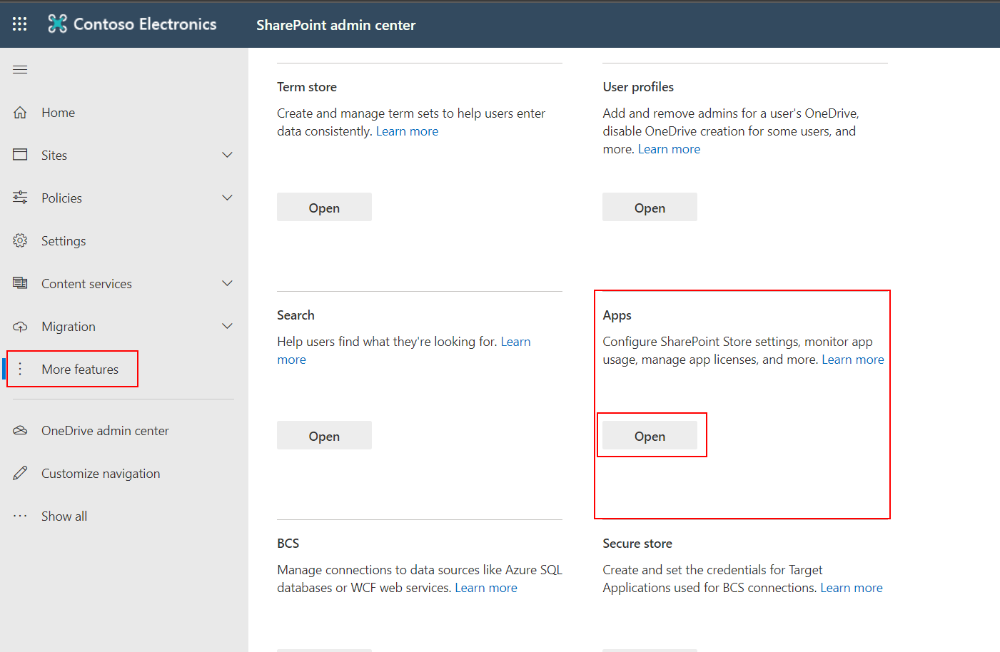 Contoso Electronics
SharePoint admin center
Home
Sites
Policies
Settings
Content services
Migration
More features
OneDrive admin center
Customize navigation
Show all
Term store
Create and manage term sets to help users enter
data consistently. Learn more
Open
User profiles
Add and remove admins for a user's OneDrive,
disable OneDrive creation for some users, and
more. Learn more
Open
Search
Help users find what they're looking for. Learn
more
Open
Apps
Configure SharePoint Store settings, monitor app
usage, manage app licenses, and more. Learn more
Open
BCS
Manage connections to data sources like Azure SQL
databases or WCF web services. Learn more
Secure store
Create and set the credentials for Target
Applications used for BCS connections. Learn more